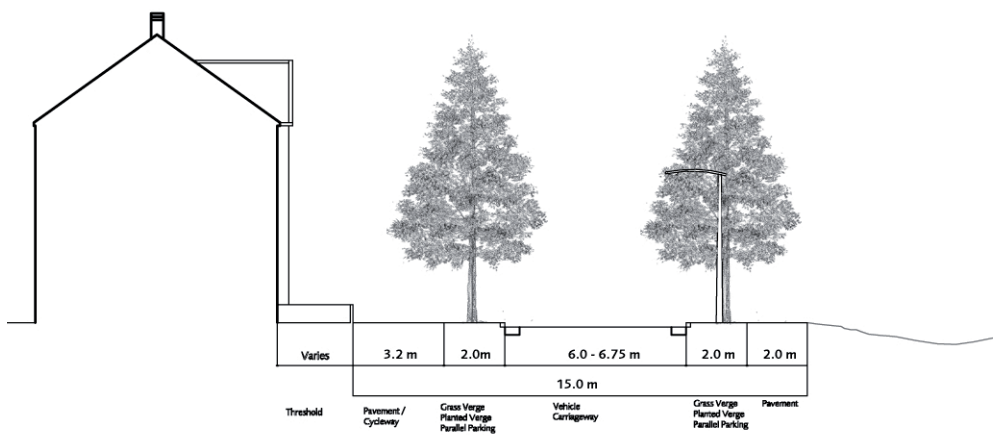 Varies
3.2 m
2.0m
6.0 - 6.75 m
2.0 m
2.0 m
15.0 m
Threshold
Pavement /
Cycleway
Grass Verge
Planted Verge
Parallel Parking
Vehicle
Carriageway
Grass Verge
Planted Verge
Parallel Parking
Pavement